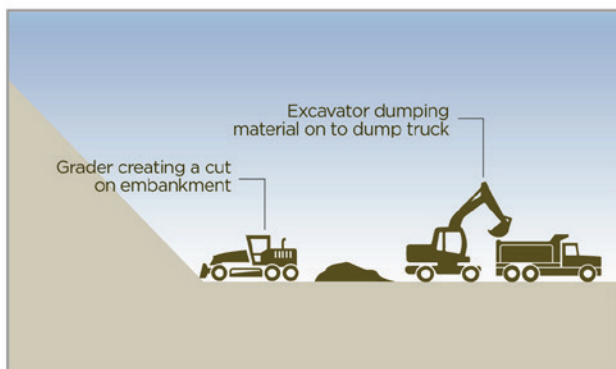 Excavator dumping
material on to dump truck
Grader creating a cut
on embankment